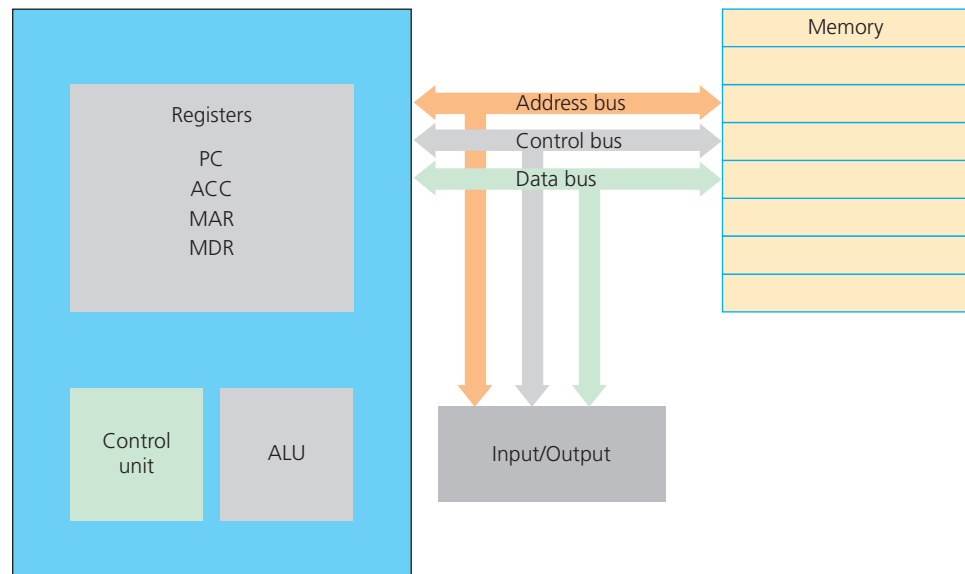 Registers
PC
ACC
MAR
MDR
Control
unit
ALU
Address bus
Control bus
Data bus
Input/Output
Memory